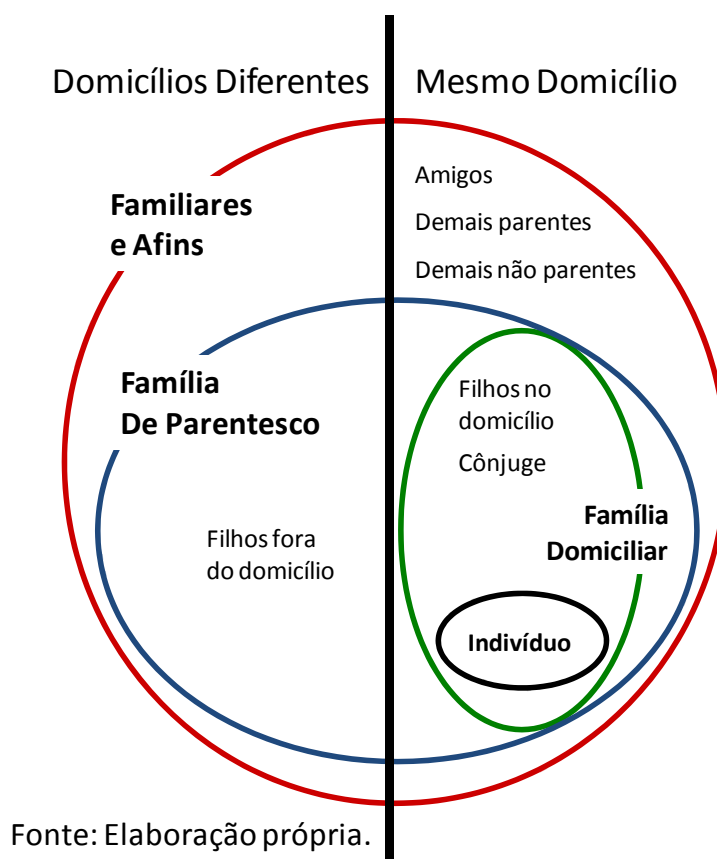 Domicílios Diferentes
Mesmo Domicílio
Familiares
e Afins
Amigos
Demais parentes
Demais não parentes
Família
De Parentesco
Filhos no
domicílio
Cônjuge
Família
Domiciliar
Filhos fora
do domicílio
Indivíduo
Fonte: Elaboração própria.